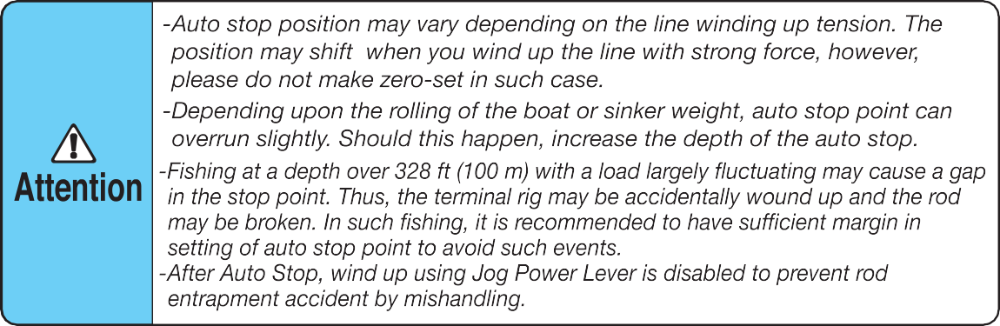 Attention
-Auto stop position may vary depending on the line winding up tension. The
position may shift  when you wind up the line with strong force, however,
please do not make zero-set in such case.
-Depending upon the rolling of the boat or sinker weight, auto stop point can
overrun slightly. Should this happen, increase the depth of the auto stop.
-Fishing at a depth over 328 ft (100 m) with a load largely fluctuating may cause a gap
in the stop point. Thus, the terminal rig may be accidentally wound up and the rod
may be broken. In such fishing, it is recommended to have sufficient margin in
setting of auto stop point to avoid such events.
-After Auto Stop, wind up using Jog Power Lever is disabled to prevent rod
entrapment accident by mishandling.